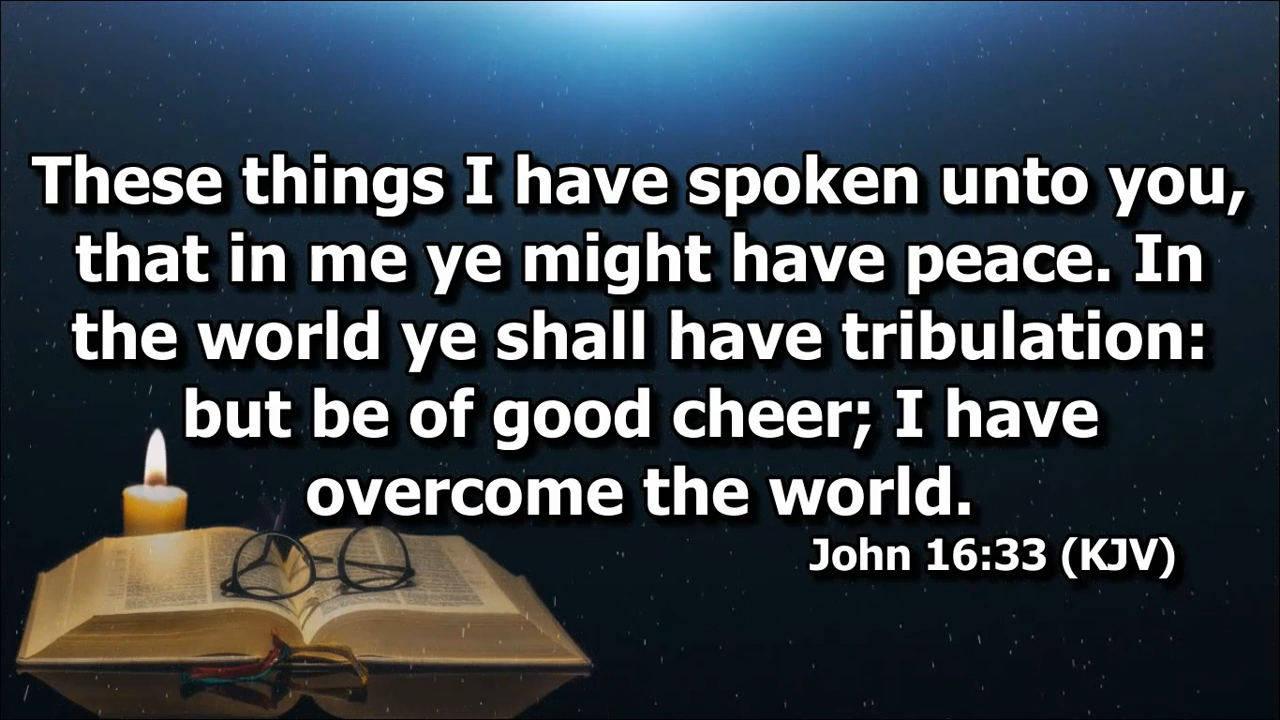 These things I have spoken unto you,
that in me ye might have peace. In
the world ye shall have tribulation:
but be of good cheer; I have
overcome the world.
John 16:33 (KJV)